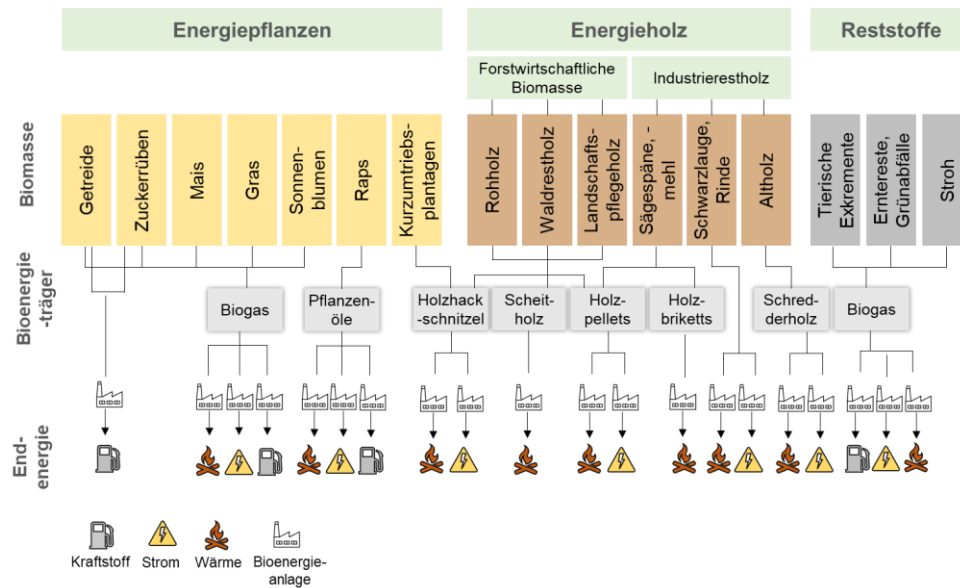 Energiepflanzen
Energieholz
Reststoffe
Forstwirtschaftliche
Biomasse
Industrierestholz
Biomasse
Getreide
Zuckerrüben
Mais
Gras
Sonnen-
blumen
Raps
Kurzumtriebs-
plantagen
Rohholz
Waldrestholz
Landschafts-
pflegeholz
Sägespäne, -
mehl
Schwarzlauge,
Rinde
Altholz
Tierische
Exkremente
Erntereste,
Grünabfälle
Stroh
Bioenergie
-träger
Biogas
Pflanzen-
öle
Holzhack
-schnitzel
Scheit-
holz
Holz-
pellets
Holz-
briketts
Schred-
derholz
Biogas
End-
energie
Kraftstoff
Strom
Wärme
Bioenergie-
anlage